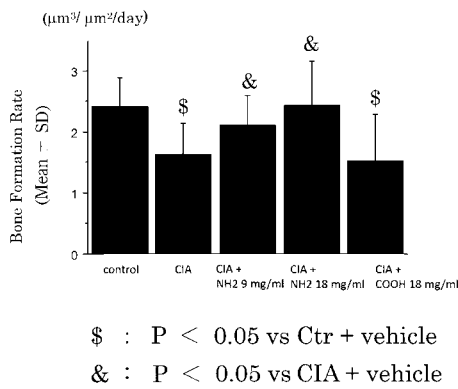 (μm³/ μm²/day)
Bone Formation Rate
(Mean − SD)
3
2
1
0
$
&
&
$
control
CIA
CIA +
NH2 9 mg/ml
CIA +
NH2 18 mg/ml
CIA +
COOH 18 mg/ml
$ : P < 0.05 vs Ctr + vehicle
& : P < 0.05 vs CIA + vehicle